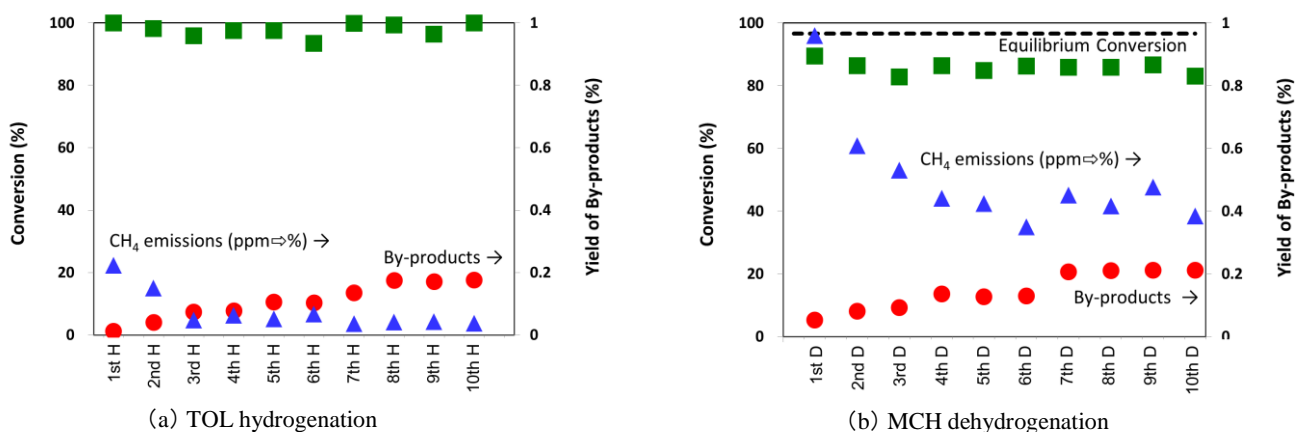 Conversion (%)
100
80
60
40
20
0
CH₄ emissions (ppm⇨%) →
By-products →
1
0.8
0.6
0.4
0.2
0
Yield of By-products (%)
1st H
2nd H
3rd H
4th H
5th H
6th H
7th H
8th H
9th H
10th H
(a) TOL hydrogenation
Conversion (%)
100
80
60
40
20
0
Equilibrium Conversion
CH₄ emissions (ppm⇨%) →
By-products →
1
0.8
0.6
0.4
0.2
0
Yield of By-products (%)
1st D
2nd D
3rd D
4th D
5th D
6th D
7th D
8th D
9th D
10th D
(b) MCH dehydrogenation